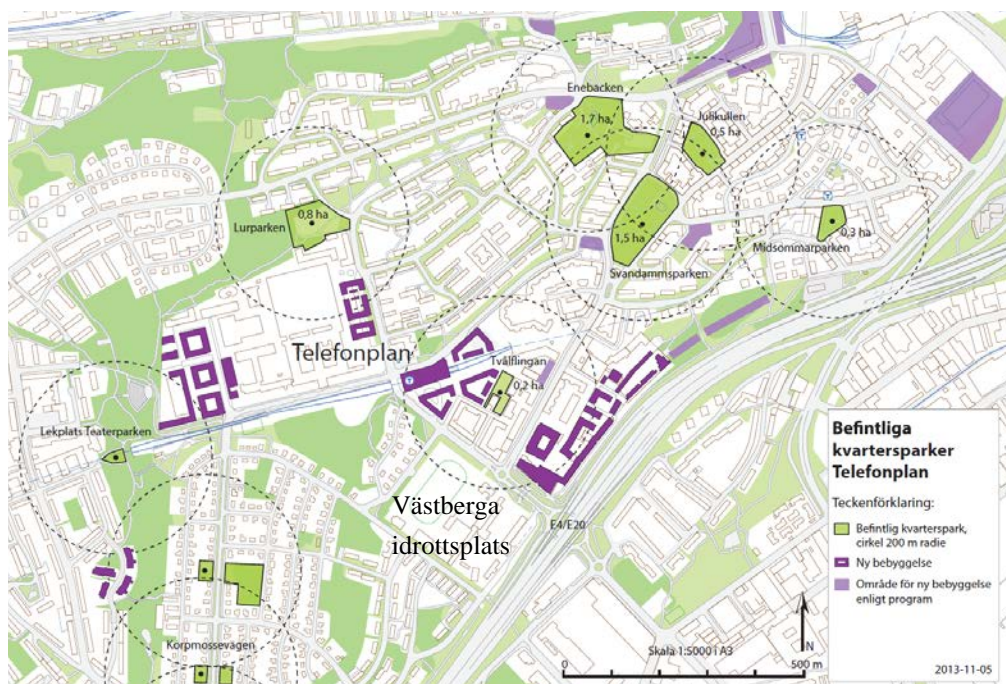 Enebacken
1,7 ha
Julikullen
0,5 ha
0,8 ha
Lurparken
1,5 ha
0,3 ha
Midsommarparken
Svandammsparken
Telefonplan
Tvålflingan
0,2 ha
T
Lekplats Teaterparken
Västberga
idrottsplats
E4/E20
Korpmossevägen
Befintliga
kvartersparker
Telefonplan
Teckenförklaring:
Befintlig kvarterspark,
cirkel 200 m radie
Ny bebyggelse
Område för ny bebyggelse
enligt program
Skala 1:5000 i A3
0
500 m
N
2013-11-05